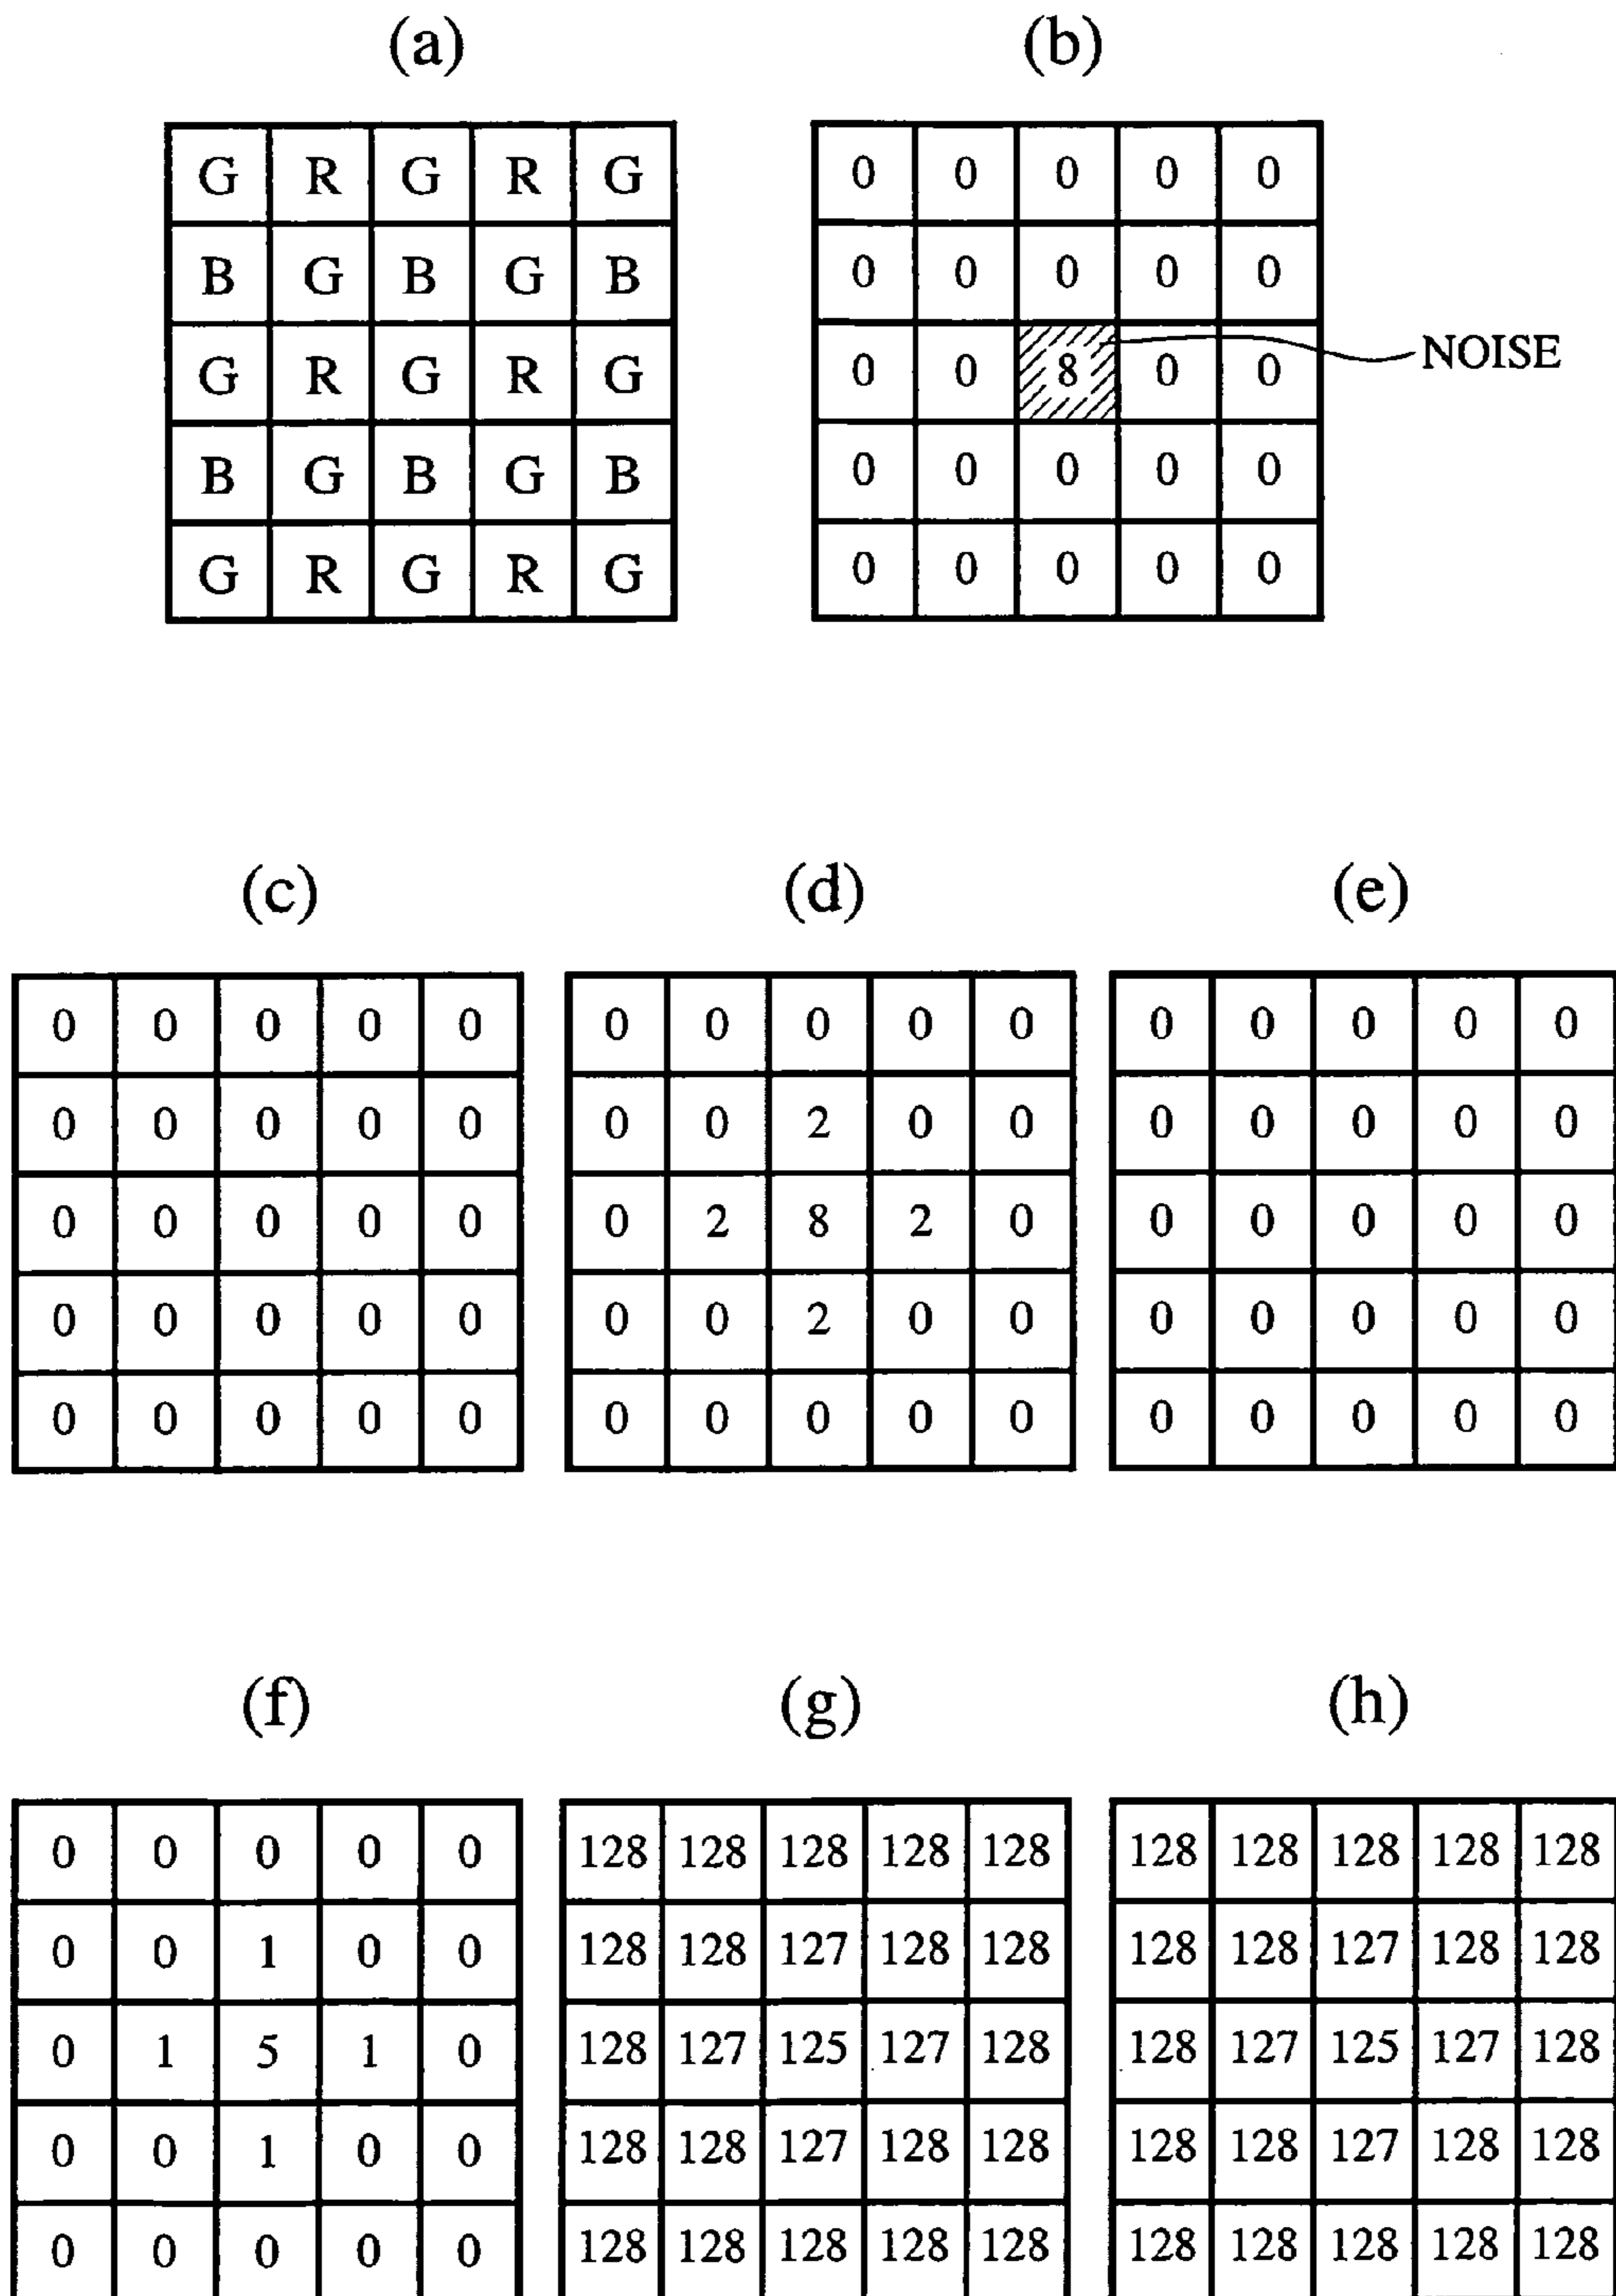 (a) (b)
G R G R G
B G B G B
G R G R G
B G B G B
G R G R G
0 0 0 0 0
0 0 0 0 0
0 0 8 0 0 NOISE
0 0 0 0 0
0 0 0 0 0
(c) (d) (e)
0 0 0 0 0
0 0 0 0 0
0 0 0 0 0
0 0 0 0 0
0 0 0 0 0
0 0 0 0 0
0 0 2 0 0
0 2 8 2 0
0 0 2 0 0
0 0 0 0 0
0 0 0 0 0
0 0 0 0 0
0 0 0 0 0
0 0 0 0 0
0 0 0 0 0
(f) (g) (h)
0 0 0 0 0
0 0 1 0 0
0 1 5 1 0
0 0 1 0 0
0 0 0 0 0
128 128 128 128 128
128 128 127 128 128
128 127 125 127 128
128 128 127 128 128
128 128 128 128 128
128 128 128 128 128
128 128 127 128 128
128 127 125 127 128
128 128 127 128 128
128 128 128 128 128